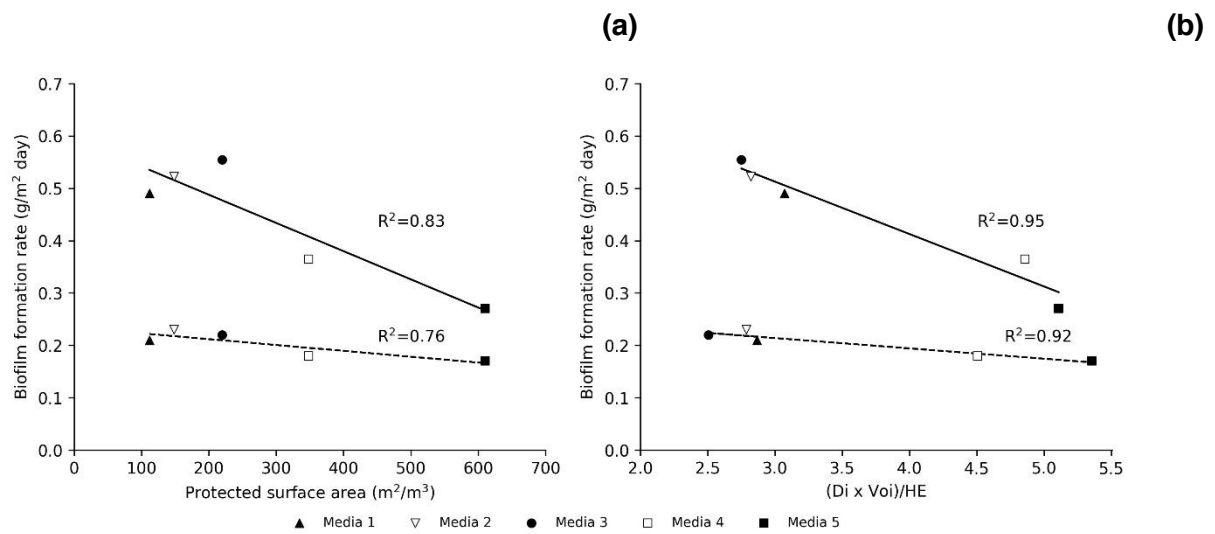 (a)
(b)
Biofilm formation rate (g/m² day)
0.7
0.6
0.5
0.4
0.3
0.2
0.1
0.0
R²=0.83
R²=0.76
0 100 200 300 400 500 600 700
Protected surface area (m²/m³)
Biofilm formation rate (g/m² day)
0.7
0.6
0.5
0.4
0.3
0.2
0.1
0.0
R²=0.95
R²=0.92
2.0 2.5 3.0 3.5 4.0 4.5 5.0 5.5
(Di x Voi)/HE
Media 1 Media 2 Media 3 Media 4 Media 5